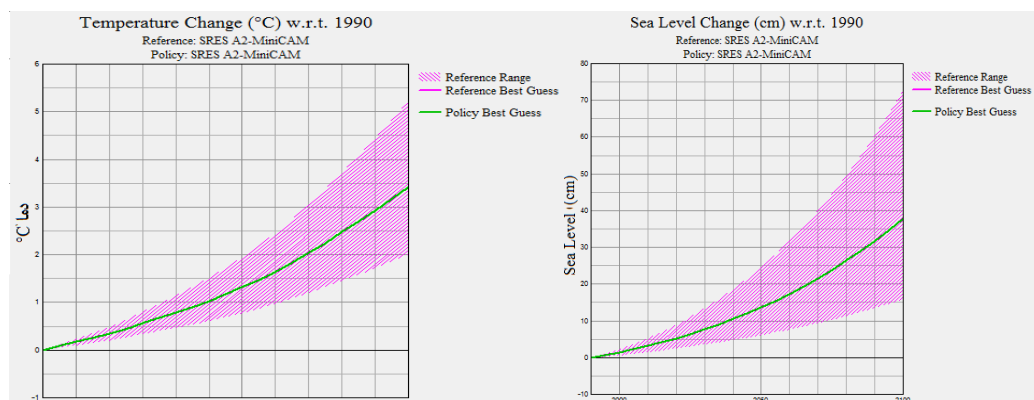 Temperature Change (°C) w.r.t. 1990
Reference: SRES A2-MiniCAM
Policy: SRES A2-MiniCAM
6
5
4
3
2
1
0
-1
°C
Reference Range
Reference Best Guess
Policy Best Guess
Sea Level Change (cm) w.r.t. 1990
Reference: SRES A2-MiniCAM
Policy: SRES A2-MiniCAM
80
70
60
50
40
30
20
10
0
-10
Sea Level (cm)
Reference Range
Reference Best Guess
Policy Best Guess
2000
2050
2100